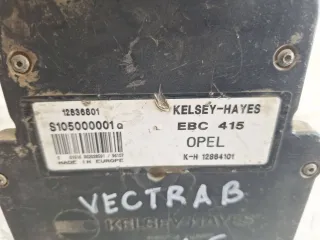 12836801
KELSEY-HAYES
S105000001
EBC 415
OPEL
MADE IN EUROPE
K-H 12864101
VECTRA B
KELSEY-HAYES